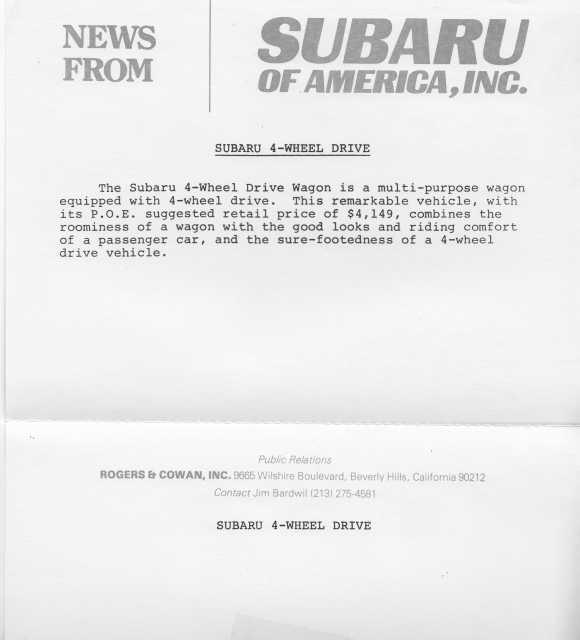 NEWS
FROM
SUBARU
OF AMERICA, INC.
SUBARU 4-WHEEL DRIVE
The Subaru 4-Wheel Drive Wagon is a multi-purpose wagon
equipped with 4-wheel drive. This remarkable vehicle, with
its P.O.E. suggested retail price of $4,149, combines the
roominess of a wagon with the good looks and riding comfort
of a passenger car, and the sure-footedness of a 4-wheel
drive vehicle.
Public Relations
ROGERS & COWAN, INC. 9665 Wilshire Boulevard, Beverly Hills, California 90212
Contact Jim Bardwil (213) 275-4581
SUBARU 4-WHEEL DRIVE